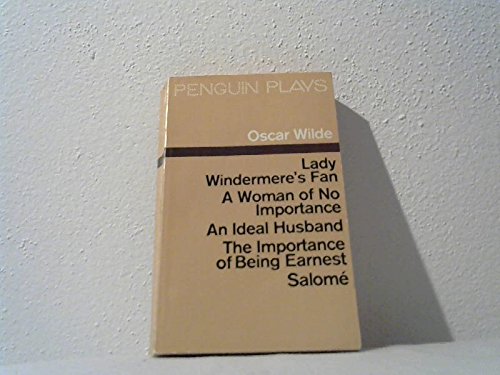 PENGUIN PLAYS
Oscar Wilde
Lady
Windermere's Fan
A Woman of No
Importance
An Ideal Husband
The Importance
of Being Earnest
Salomé